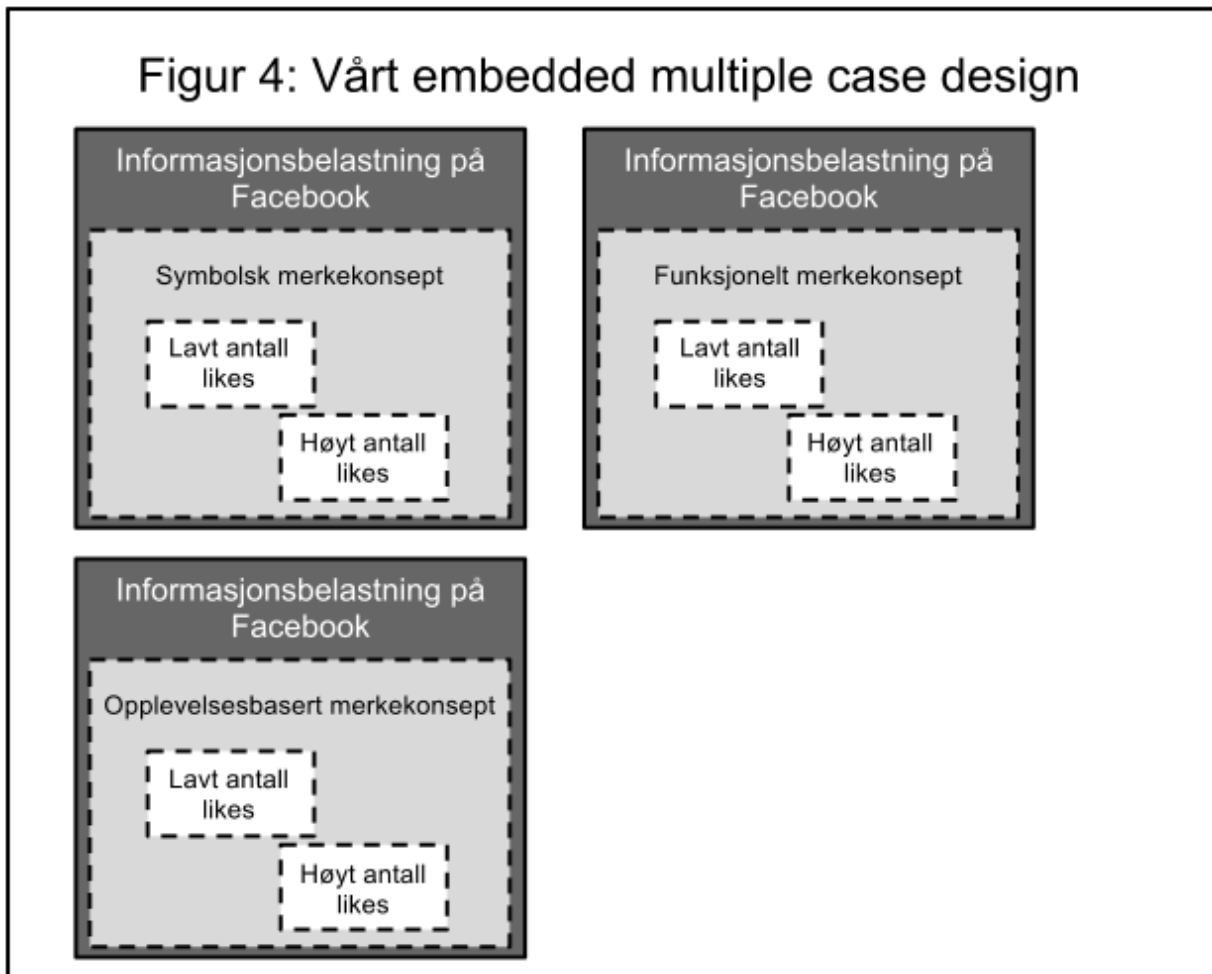 Figur 4: Vårt embedded multiple case design
Informasjonsbelastning på
Facebook
Symbolsk merkekonsept
Lavt antall
likes
Høyt antall
likes
Informasjonsbelastning på
Facebook
Funksjonelt merkekonsept
Lavt antall
likes
Høyt antall
likes
Informasjonsbelastning på
Facebook
Opplevelsesbasert merkekonsept
Lavt antall
likes
Høyt antall
likes